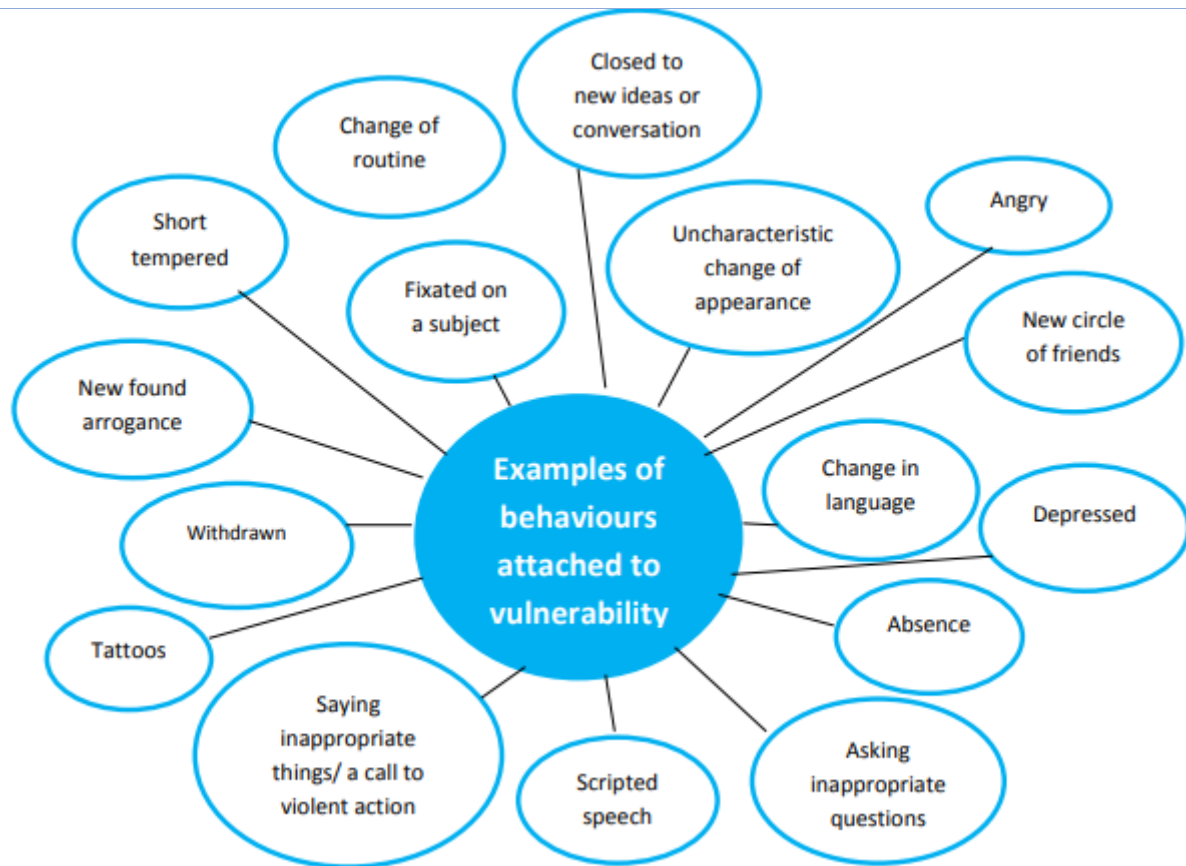 Closed to
new ideas or
conversation
Change of
routine
Angry
Short
tempered
Uncharacteristic
change of
appearance
Fixated on
a subject
New circle
of friends
New found
arrogance
Examples of
behaviours
attached to
vulnerability
Change in
language
Depressed
Withdrawn
Absence
Tattoos
Saying
inappropriate
things/ a call to
violent action
Scripted
speech
Asking
inappropriate
questions